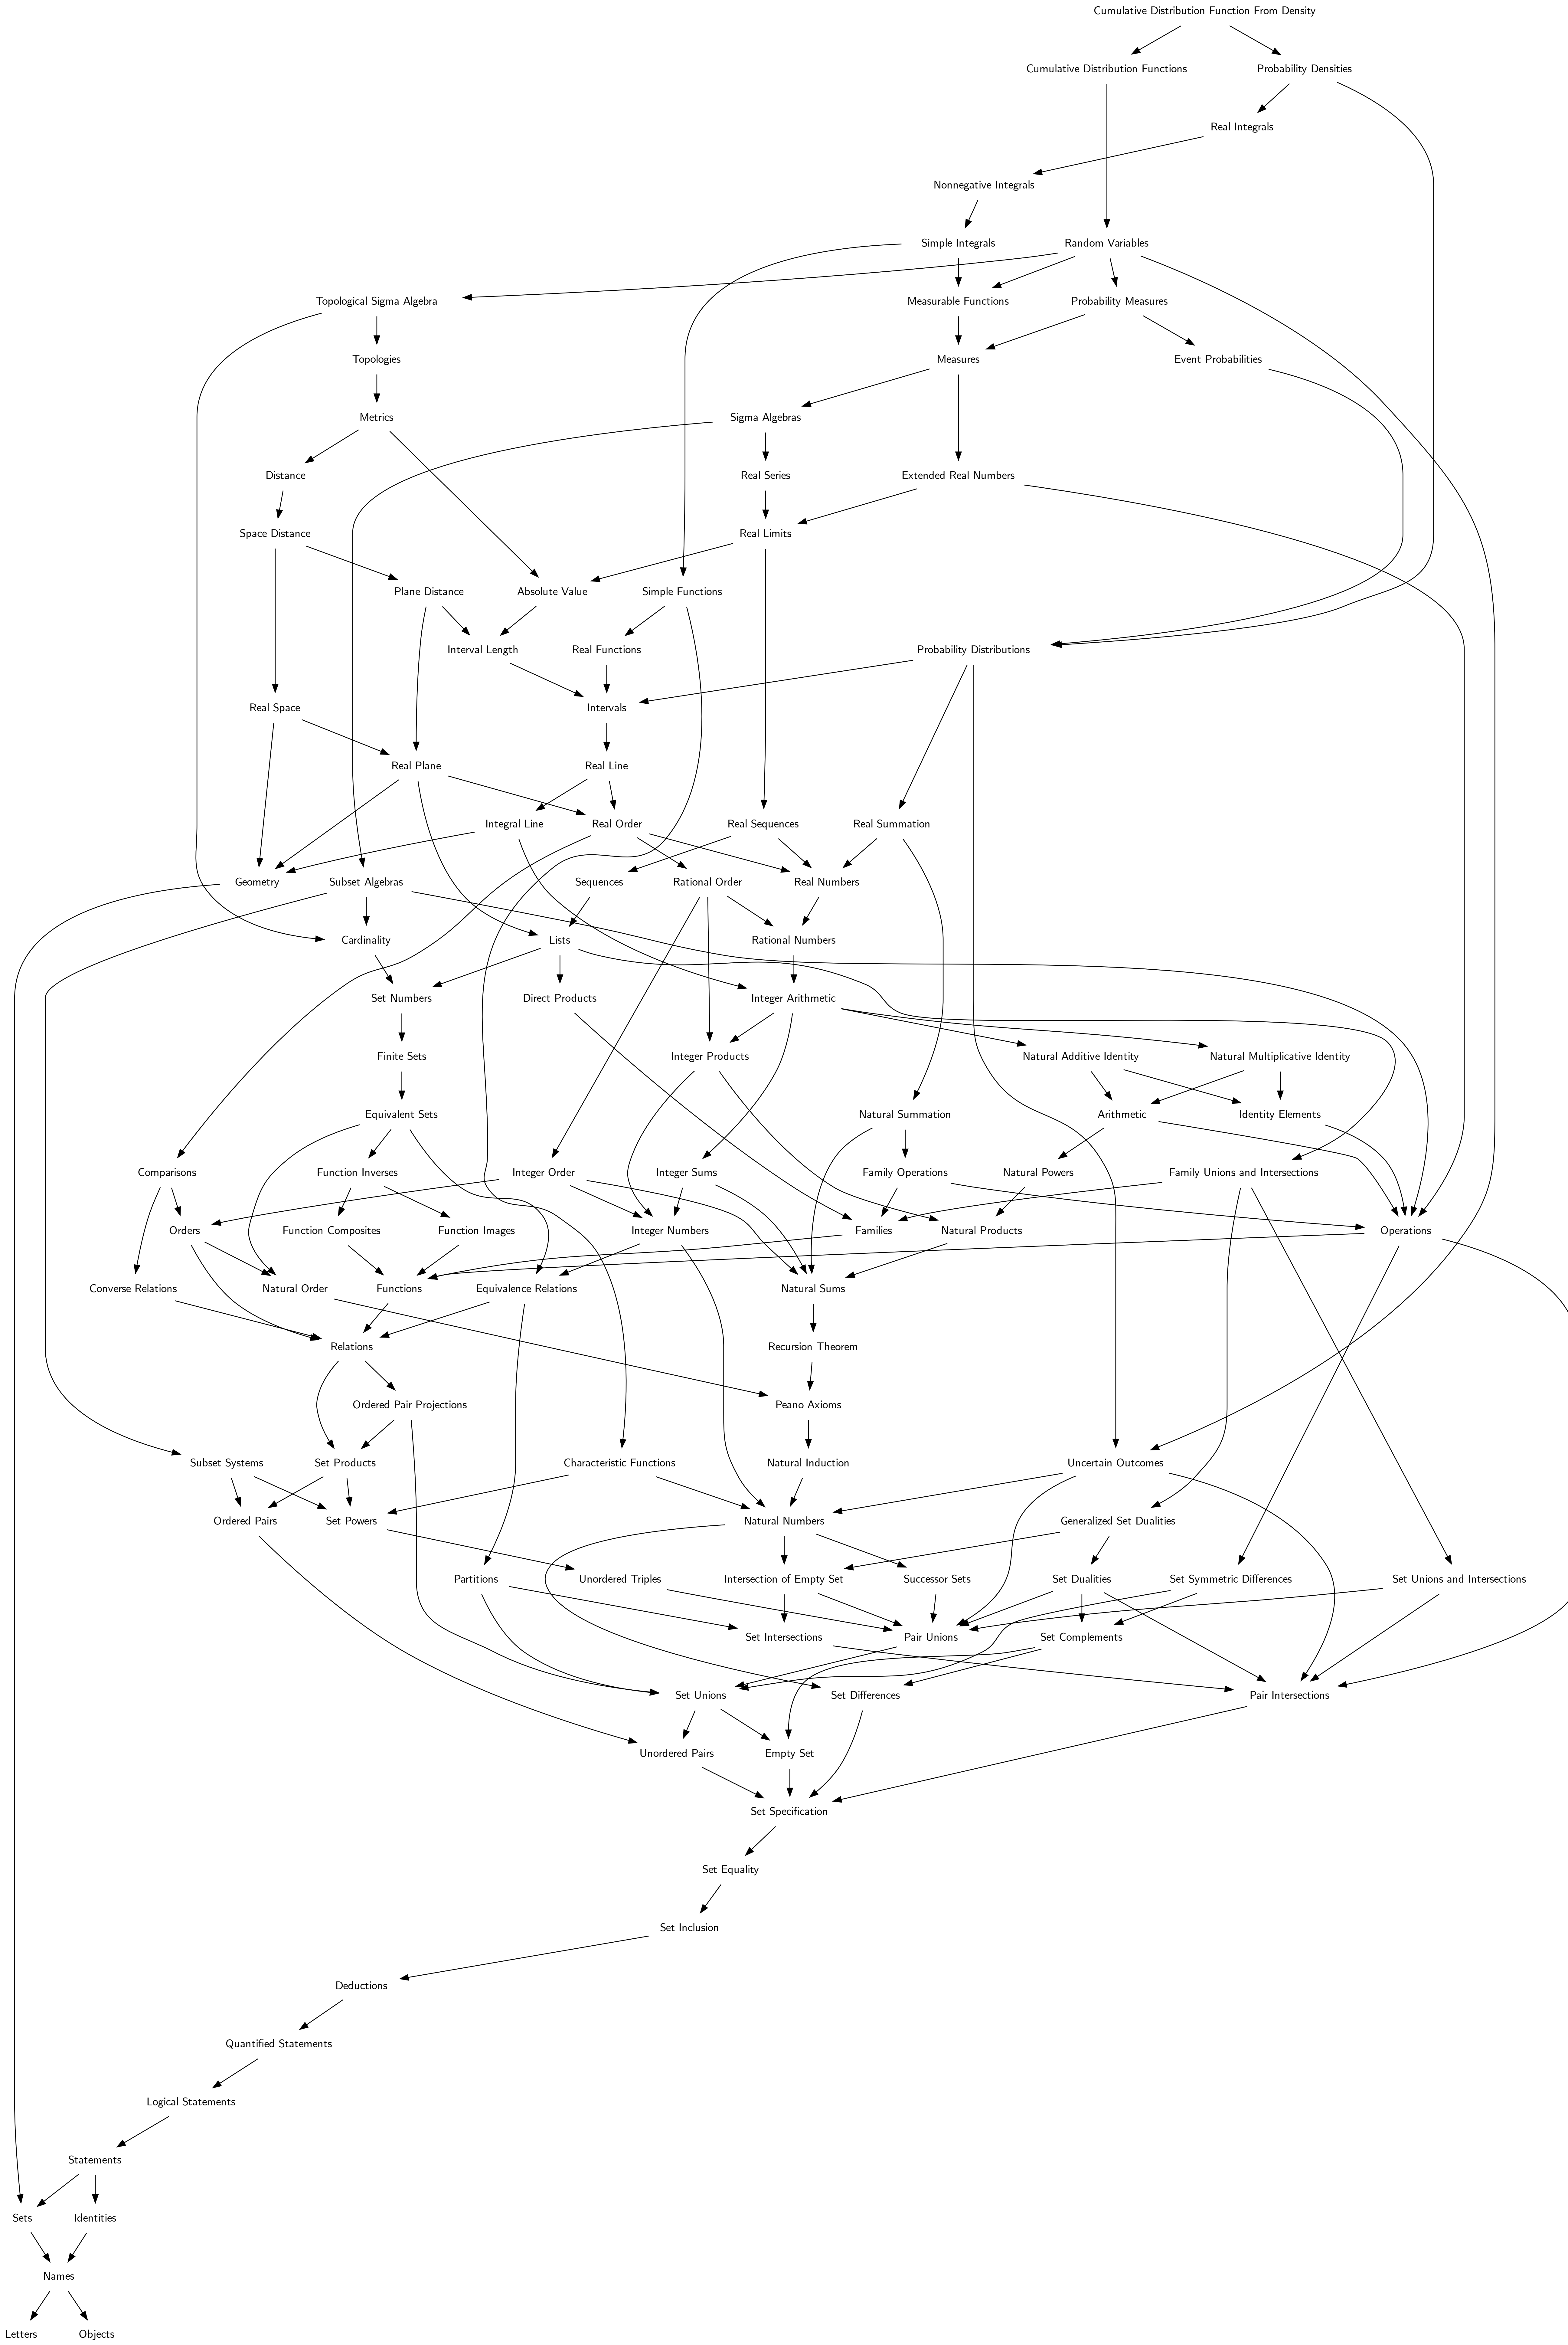 Cumulative Distribution Function From Density
Cumulative Distribution Functions
Probability Densities
Real Integrals
Nonnegative Integrals
Simple Integrals
Random Variables
Topological Sigma Algebra
Measurable Functions
Probability Measures
Topologies
Measures
Event Probabilities
Metrics
Sigma Algebras
Distance
Real Series
Extended Real Numbers
Space Distance
Real Limits
Plane Distance
Absolute Value
Simple Functions
Interval Length
Real Functions
Probability Distributions
Real Space
Intervals
Real Plane
Real Line
Integral Line
Real Order
Real Sequences
Real Summation
Geometry
Subset Algebras
Sequences
Rational Order
Real Numbers
Cardinality
Lists
Rational Numbers
Set Numbers
Direct Products
Integer Arithmetic
Finite Sets
Integer Products
Natural Additive Identity
Natural Multiplicative Identity
Equivalent Sets
Natural Summation
Arithmetic
Identity Elements
Comparisons
Function Inverses
Integer Order
Integer Sums
Family Operations
Natural Powers
Family Unions and Intersections
Orders
Function Composites
Function Images
Integer Numbers
Families
Natural Products
Operations
Converse Relations
Natural Order
Functions
Equivalence Relations
Natural Sums
Relations
Recursion Theorem
Ordered Pair Projections
Peano Axioms
Subset Systems
Set Products
Characteristic Functions
Natural Induction
Uncertain Outcomes
Ordered Pairs
Set Powers
Natural Numbers
Generalized Set Dualities
Partitions
Unordered Triples
Intersection of Empty Set
Successor Sets
Set Dualities
Set Symmetric Differences
Set Unions and Intersections
Set Intersections
Pair Unions
Set Complements
Set Unions
Set Differences
Pair Intersections
Unordered Pairs
Empty Set
Set Specification
Set Equality
Set Inclusion
Deductions
Quantified Statements
Logical Statements
Statements
Sets
Identities
Names
Letters
Objects